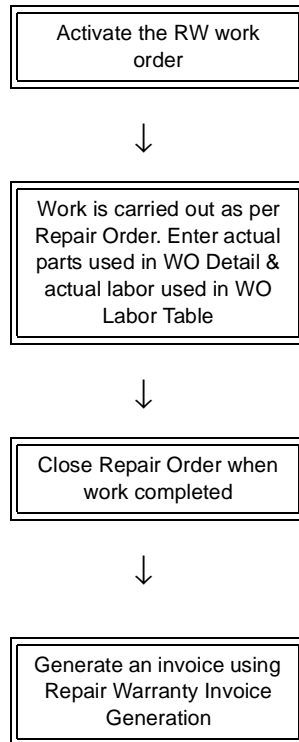 Activate the RW work
order
Work is carried out as per
Repair Order. Enter actual
parts used in WO Detail &
actual labor used in WO
Labor Table
Close Repair Order when
work completed
Generate an invoice using
Repair Warranty Invoice
Generation